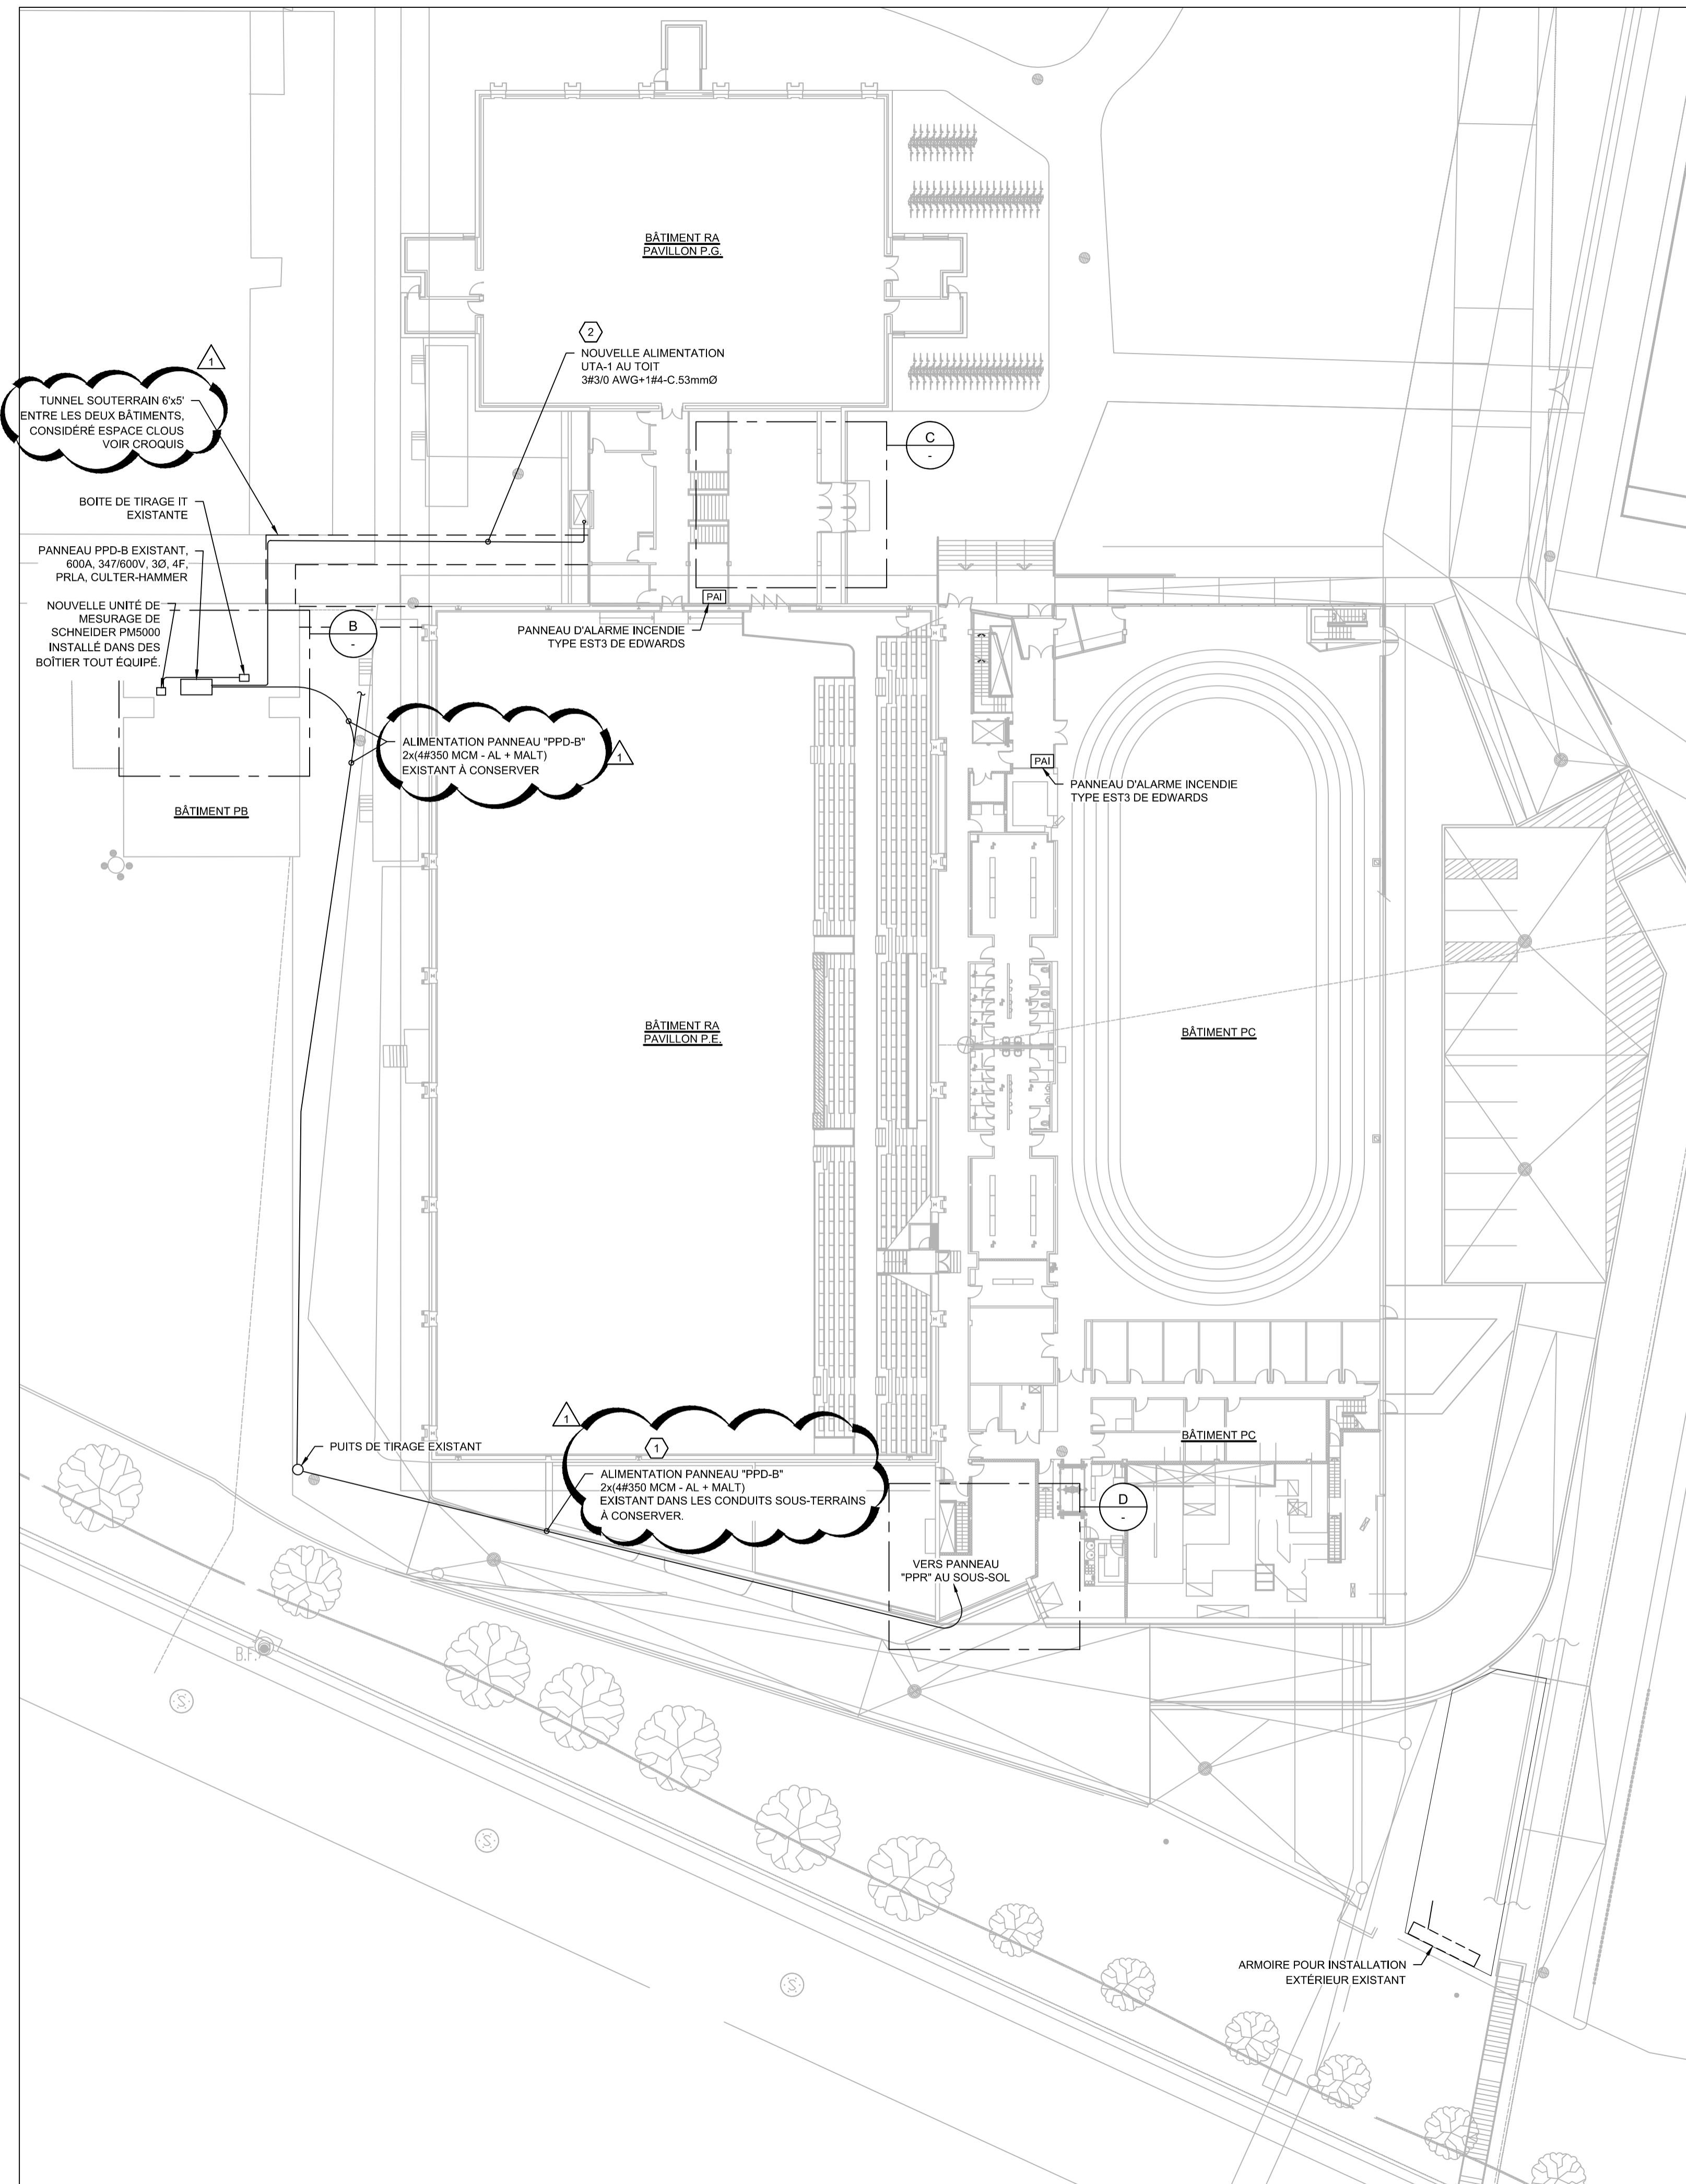 BÂTIMENT RA
PAVILLON P.G.
2
NOUVELLE ALIMENTATION
UTA-1 AU TOIT
3#3/0 AWG+1#4-C.53mmØ
1
TUNNEL SOUTERRAIN 6'x5'
ENTRE LES DEUX BÂTIMENTS,
CONSIDÉRÉ ESPACE CLOUS
VOIR CROQUIS
C
-
BOITE DE TIRAGE IT
EXISTANTE
PANNEAU PPD-B EXISTANT,
600A, 347/600V, 3Ø, 4F,
PRLA, CULTER-HAMMER
NOUVELLE UNITÉ DE
MESURAGE DE
SCHNEIDER PM5000
INSTALLÉ DANS DES
BOÎTIER TOUT ÉQUIPÉ.
B
-
PAI
PANNEAU D'ALARME INCENDIE
TYPE EST3 DE EDWARDS
ALIMENTATION PANNEAU "PPD-B"
2x(4#350 MCM - AL + MALT)
EXISTANT À CONSERVER
1
PAI
PANNEAU D'ALARME INCENDIE
TYPE EST3 DE EDWARDS
BÂTIMENT PB
BÂTIMENT RA
PAVILLON P.E.
BÂTIMENT PC
1
1
ALIMENTATION PANNEAU "PPD-B"
2x(4#350 MCM - AL + MALT)
EXISTANT DANS LES CONDUITS SOUS-TERRAINS
À CONSERVER.
PUITS DE TIRAGE EXISTANT
BÂTIMENT PC
D
-
VERS PANNEAU
"PPR" AU SOUS-SOL
B.F.
S
S
S
ARMOIRE POUR INSTALLATION
EXTÉRIEUR EXISTANT